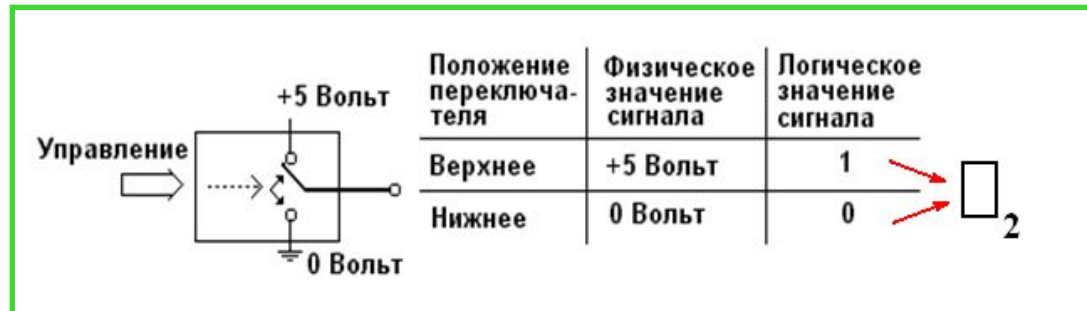 Управление
+5 Вольт
0 Вольт
Положение
переключа-
теля
Физическое
значение
сигнала
Логическое
значение
сигнала
Верхнее +5 Вольт 1
Нижнее 0 Вольт 0
2